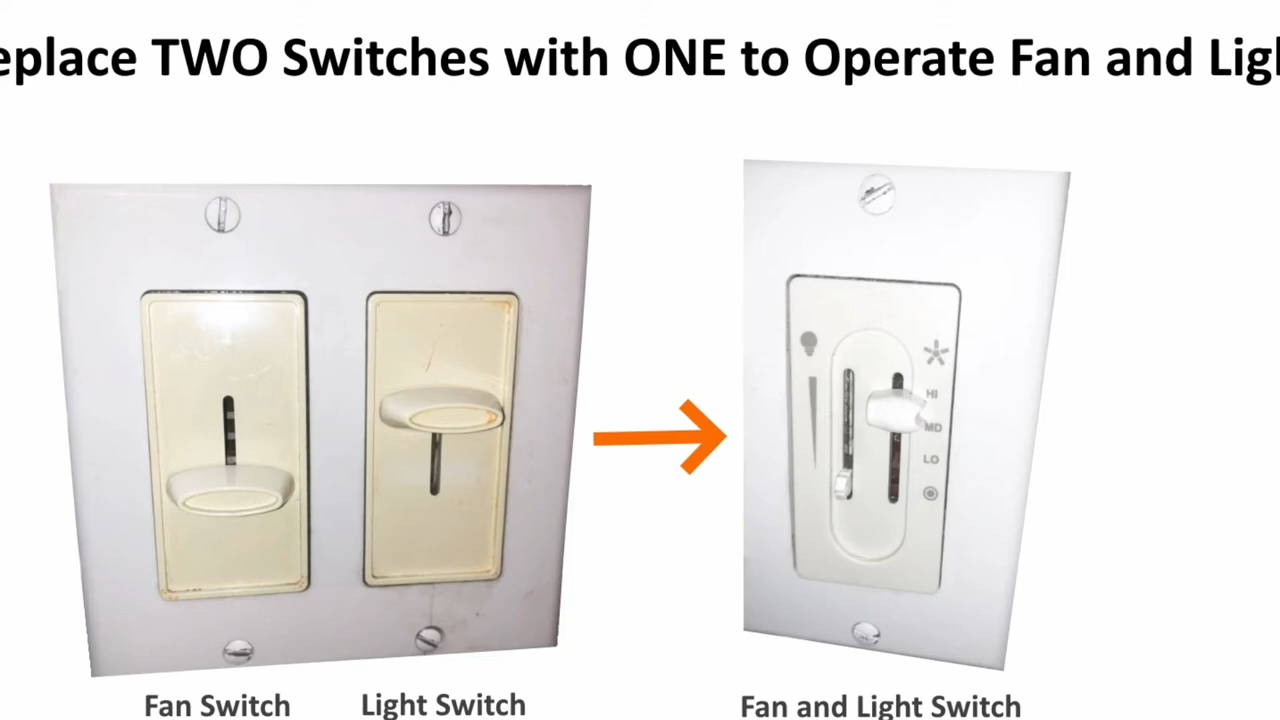 eplace TWO Switches with ONE to Operate Fan and Ligh
HI
MD
LO
Fan Switch
Light Switch
Fan and Light Switch